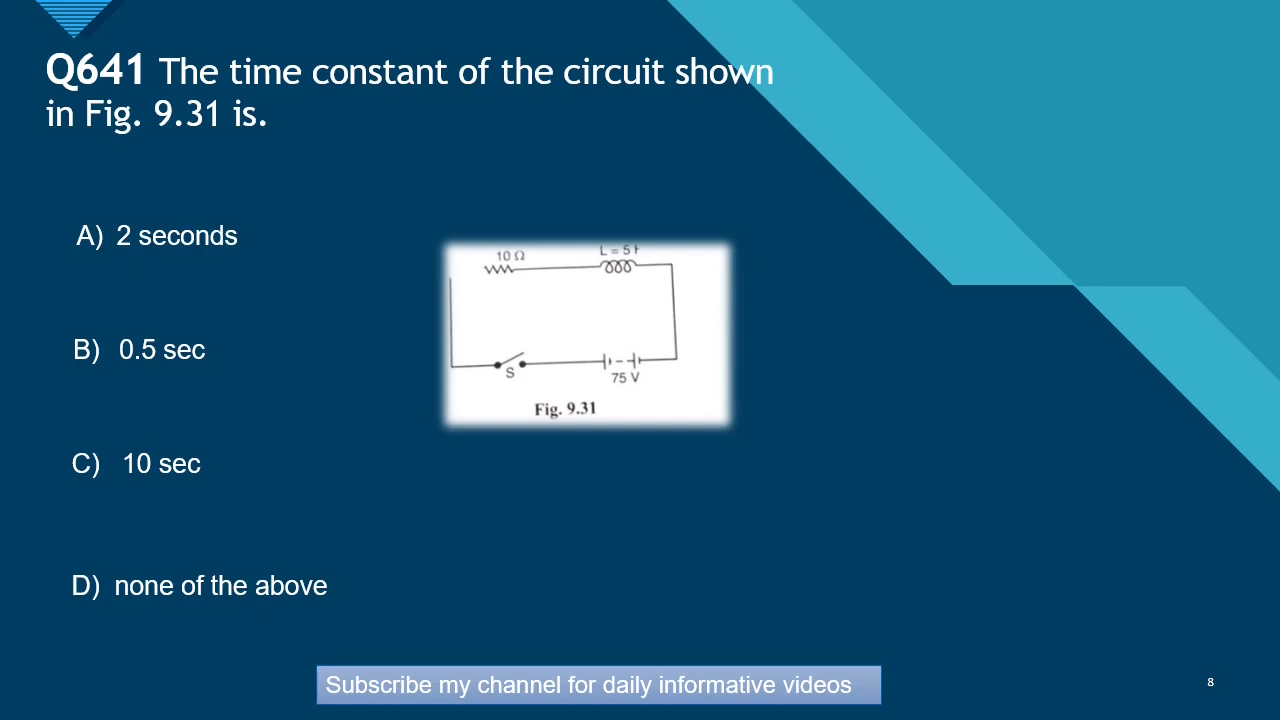 Q641 The time constant of the circuit shown
in Fig. 9.31 is.
A) 2 seconds
B) 0.5 sec
C) 10 sec
D) none of the above
10 Ω
L = 5
S
75 V
Fig. 9.31
Subscribe my channel for daily informative videos
8